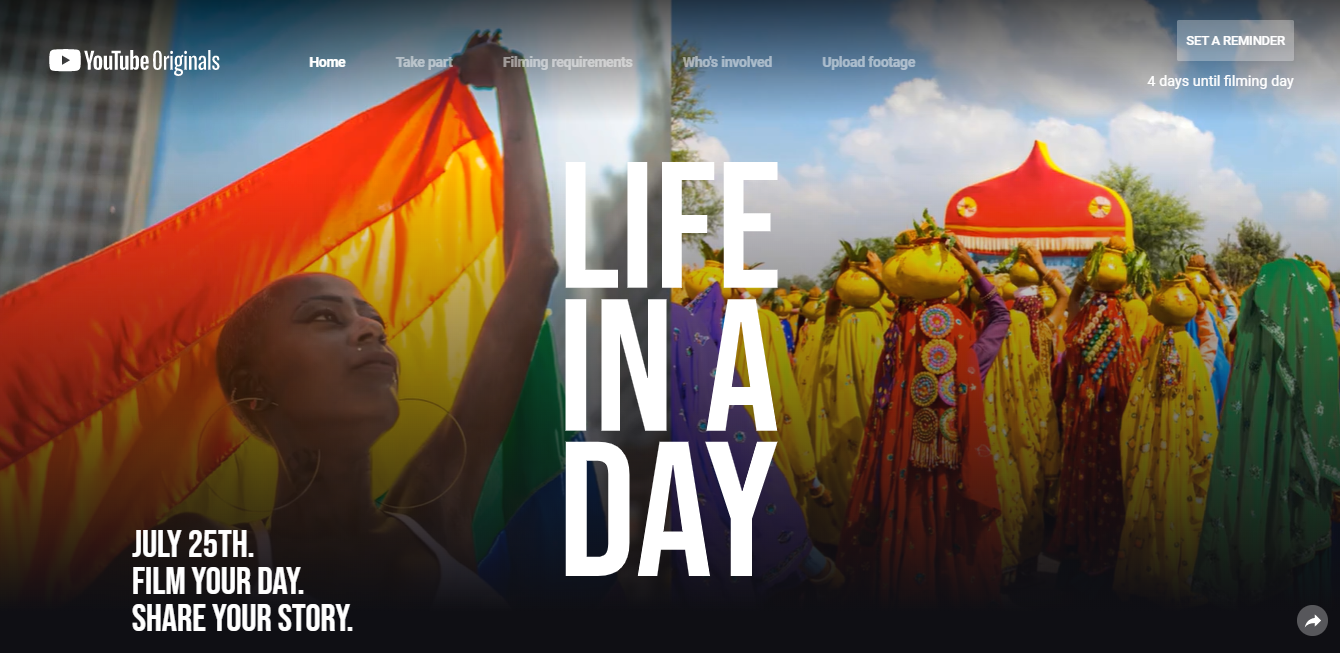 YouTube Originals
Home
Take part
Filming requirements
Who's involved
Upload footage
SET A REMINDER
4 days until filming day
LIFE
IN A
DAY
JULY 25TH.
FILM YOUR DAY.
SHARE YOUR STORY.